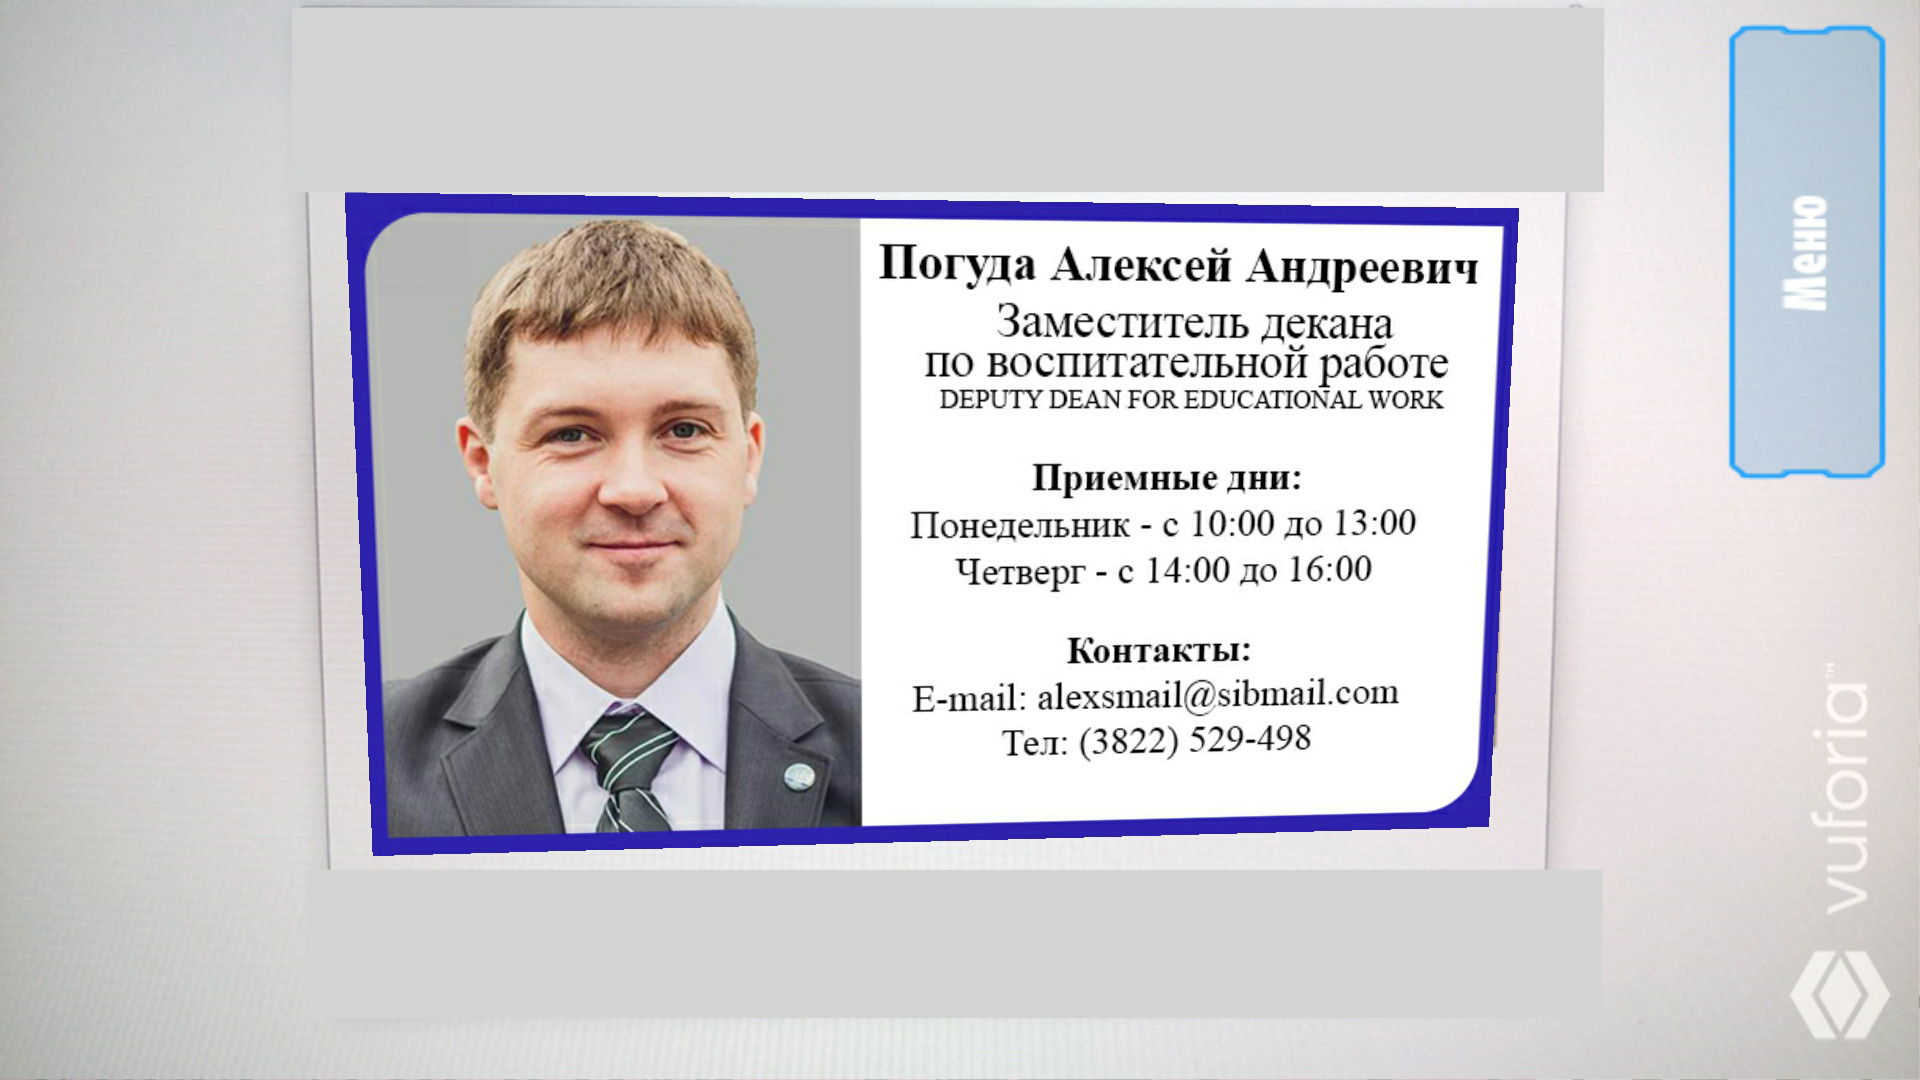 Погуда Алексей Андреевич
Заместитель декана
по воспитательной работе
DEPUTY DEAN FOR EDUCATIONAL WORK
Приемные дни:
Понедельник - с 10:00 до 13:00
Четверг - с 14:00 до 16:00
Контакты:
E-mail: alexsmail@sibmail.com
Тел: (3822) 529-498
Меню
vuforia™